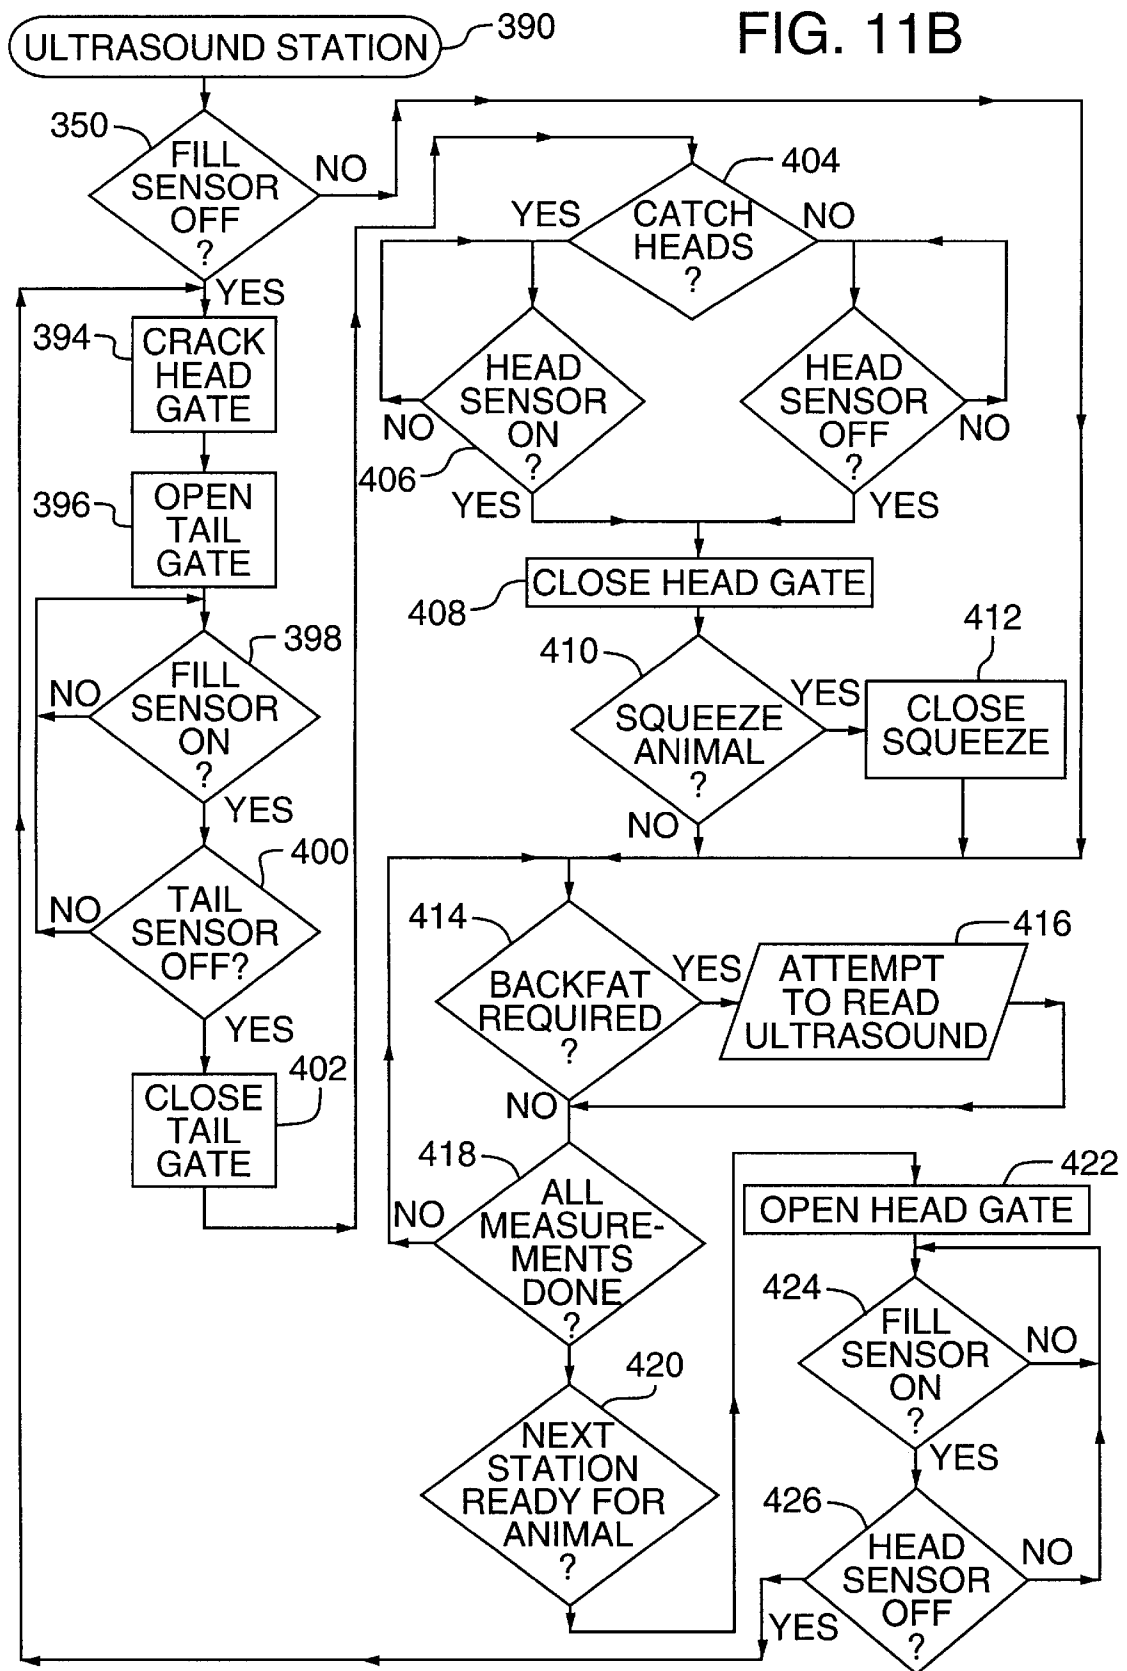 FIG. 11B
ULTRASOUND STATION
390
350
FILL
SENSOR
OFF
?
NO
YES
394
CRACK
HEAD
GATE
396
OPEN
TAIL
GATE
398
FILL
SENSOR
ON
?
NO
YES
400
TAIL
SENSOR
OFF?
NO
YES
402
CLOSE
TAIL
GATE
404
CATCH
HEADS
?
YES
NO
HEAD
SENSOR
ON
?
NO
406
YES
HEAD
SENSOR
OFF
?
NO
YES
CLOSE HEAD GATE
408
410
SQUEEZE
ANIMAL
?
YES
NO
412
CLOSE
SQUEEZE
414
BACKFAT
REQUIRED
?
YES
NO
416
ATTEMPT
TO READ
ULTRASOUND
418
ALL
MEASURE-
MENTS
DONE
?
NO
420
NEXT
STATION
READY FOR
ANIMAL
?
422
OPEN HEAD GATE
424
FILL
SENSOR
ON
?
NO
YES
426
HEAD
SENSOR
OFF
?
NO
YES